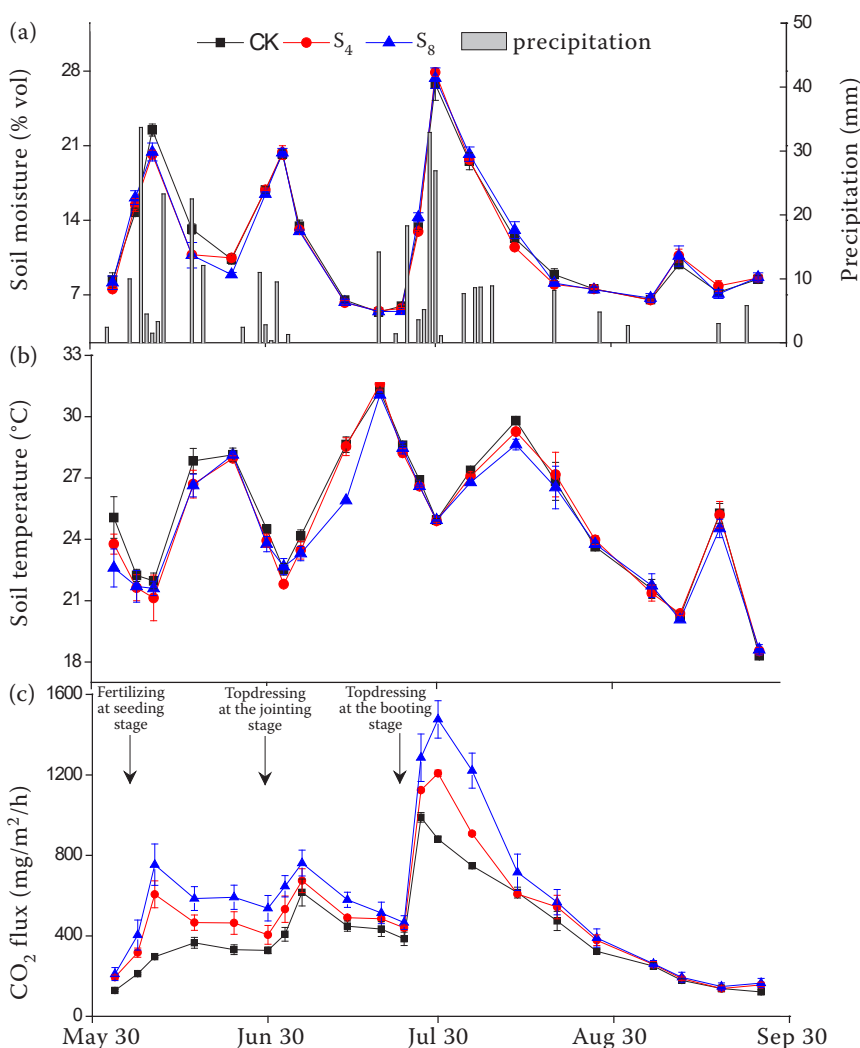 (a)
CK S4 S8 precipitation
Soil moisture (% vol)
28
21
14
7
Precipitation (mm)
50
40
30
20
10
0
(b)
Soil temperature (°C)
33
30
27
24
21
18
(c)
CO2 flux (mg/m²/h)
1600
1200
800
400
0
Fertilizing
at seeding
stage
Topdressing
at the jointing
stage
Topdressing
at the booting
stage
May 30 Jun 30 Jul 30 Aug 30 Sep 30